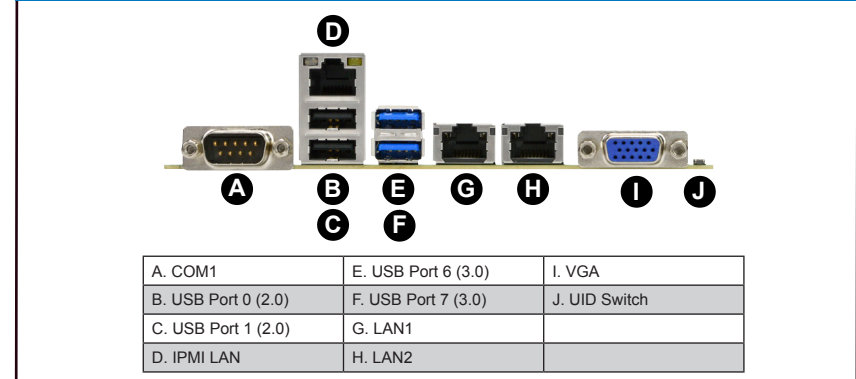 D
A
B
E
G
H
I
J
C
F
A. COM1
E. USB Port 6 (3.0)
I. VGA
B. USB Port 0 (2.0)
F. USB Port 7 (3.0)
J. UID Switch
C. USB Port 1 (2.0)
G. LAN1
D. IPMI LAN
H. LAN2